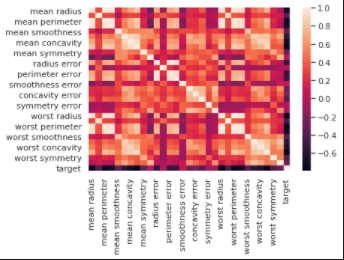 mean radius
mean perimeter
mean smoothness
mean concavity
mean symmetry
radius error
perimeter error
smoothness error
concavity error
symmetry error
worst radius
worst perimeter
worst smoothness
worst concavity
worst symmetry
target
1.0
0.8
0.6
0.4
0.2
0.0
−0.2
−0.4
−0.6
mean radius
mean perimeter
mean smoothness
mean concavity
mean symmetry
radius error
perimeter error
smoothness error
concavity error
symmetry error
worst radius
worst perimeter
worst smoothness
worst concavity
worst symmetry
target